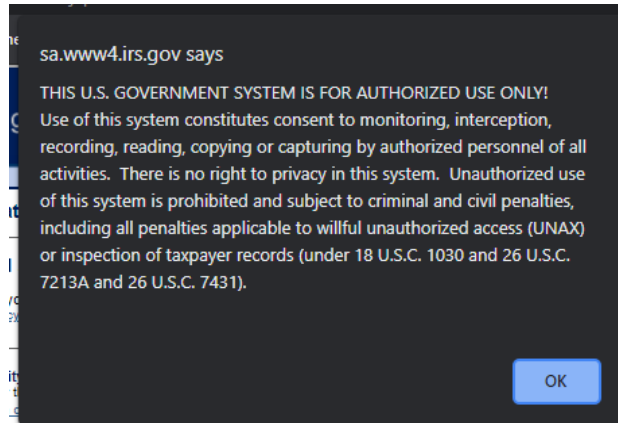 sa.www4.irs.gov says
THIS U.S. GOVERNMENT SYSTEM IS FOR AUTHORIZED USE ONLY!
Use of this system constitutes consent to monitoring, interception,
recording, reading, copying or capturing by authorized personnel of all
activities.  There is no right to privacy in this system.  Unauthorized use
of this system is prohibited and subject to criminal and civil penalties,
including all penalties applicable to willful unauthorized access (UNAX)
or inspection of taxpayer records (under 18 U.S.C. 1030 and 26 U.S.C.
7213A and 26 U.S.C. 7431).
OK